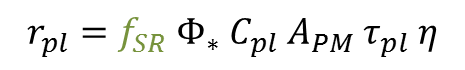 r_pl = f_SR Φ_* C_pl A_PM τ_pl η